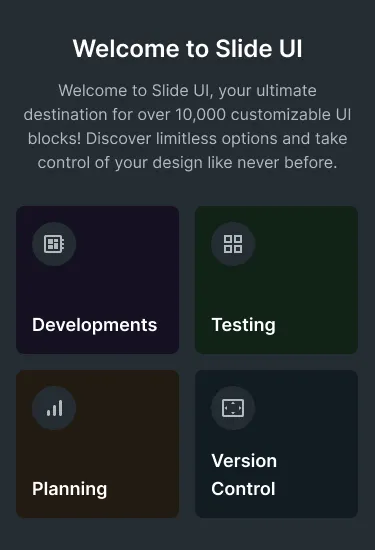 Welcome to Slide UI
Welcome to Slide UI, your ultimate
destination for over 10,000 customizable UI
blocks! Discover limitless options and take
control of your design like never before.
Developments
Testing
Planning
Version
Control